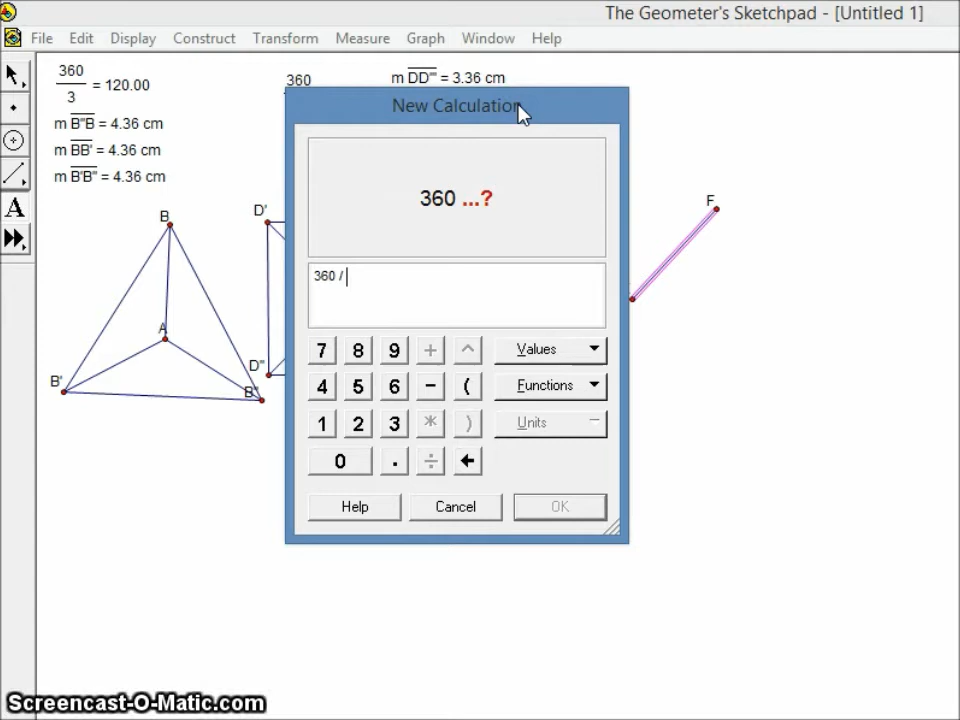 The Geometer's Sketchpad - [Untitled 1]
File Edit Display Construct Transform Measure Graph Window Help
360
3
= 120.00
m B"B = 4.36 cm
m BB' = 4.36 cm
m B'B" = 4.36 cm
360
m DD'" = 3.36 cm
New Calculation
360 ...?
360 /
7 8 9 + ^ Values
4 5 6 - ( Functions
1 2 3 * ) Units
0 . ÷ ←
Help Cancel OK
A
B
D'
F
A
B'
D"
B"
Screencast-O-Matic.com